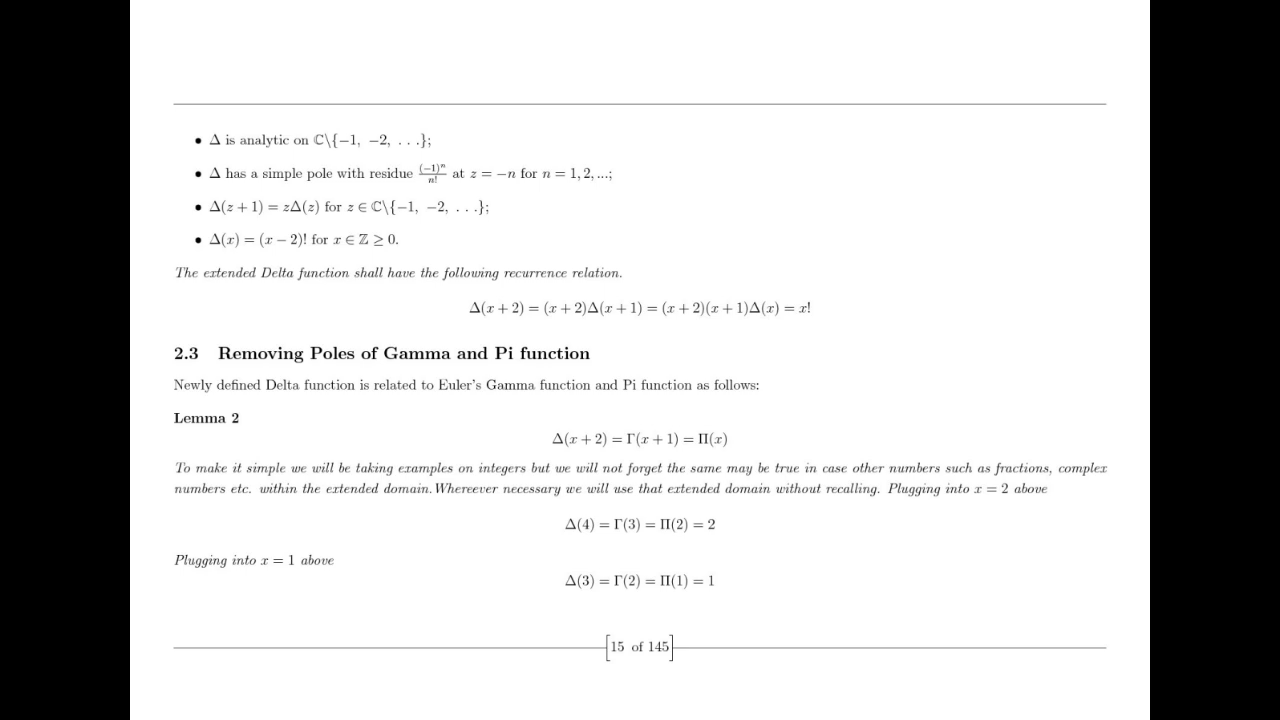 • Δ is analytic on ℂ\{−1, −2, ...};
• Δ has a simple pole with residue (−1)ⁿ/n! at z = −n for n = 1, 2, ...;
• Δ(z + 1) = zΔ(z) for z ∈ ℂ\{−1, −2, ...};
• Δ(x) = (x − 2)! for x ∈ ℤ ≥ 0.
The extended Delta function shall have the following recurrence relation.
Δ(x + 2) = (x + 2)Δ(x + 1) = (x + 2)(x + 1)Δ(x) = x!
2.3 Removing Poles of Gamma and Pi function
Newly defined Delta function is related to Euler's Gamma function and Pi function as follows:
Lemma 2
Δ(x + 2) = Γ(x + 1) = Π(x)
To make it simple we will be taking examples on integers but we will not forget the same may be true in case other numbers such as fractions, complex
numbers etc. within the extended domain.Whereever necessary we will use that extended domain without recalling. Plugging into x = 2 above
Δ(4) = Γ(3) = Π(2) = 2
Plugging into x = 1 above
Δ(3) = Γ(2) = Π(1) = 1
[15 of 145]